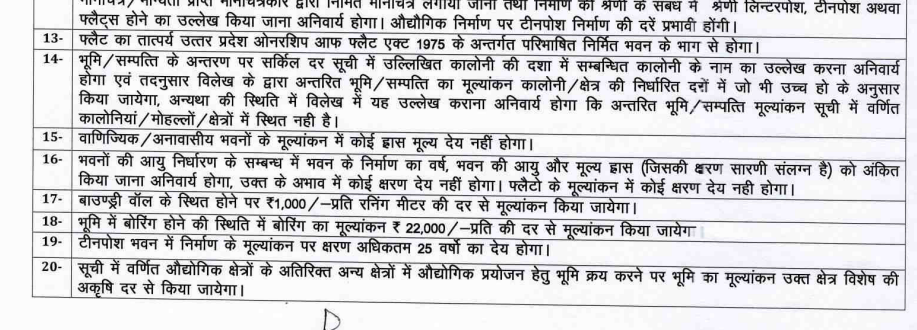 मानचित्र/मान्यता प्राप्त मानचित्रकार द्वारा निर्मित मानचित्र लगाया जाना तथा निर्माण की श्रेणी के संबंध में श्रेणी लिन्टरपोश, टीनपोश अथवा
फ्लैट्स होने का उल्लेख किया जाना अनिवार्य होगा। औद्योगिक निर्माण पर टीनपोश निर्माण की दरें प्रभावी होंगी।
13- फ्लैट का तात्पर्य उत्तर प्रदेश ओनरशिप आफ फ्लैट एक्ट 1975 के अन्तर्गत परिभाषित निर्मित भवन के भाग से होगा।
14- भूमि/सम्पत्ति के अन्तरण पर सर्किल दर सूची में उल्लिखित कालोनी की दशा में सम्बन्धित कालोनी के नाम का उल्लेख करना अनिवार्य
होगा एवं तदनुसार विलेख के द्वारा अन्तरित भूमि/सम्पत्ति का मूल्यांकन कालोनी/क्षेत्र की निर्धारित दरों में जो भी उच्च हो के अनुसार
किया जायेगा, अन्यथा की स्थिति में विलेख में यह उल्लेख कराना अनिवार्य होगा कि अन्तरित भूमि/सम्पत्ति मूल्यांकन सूची में वर्णित
कालोनियां/मोहल्लों/क्षेत्रों में स्थित नही है।
15- वाणिज्यिक/अनावासीय भवनों के मूल्यांकन में कोई ह्रास मूल्य देय नहीं होगा।
16- भवनों की आयु निर्धारण के सम्बन्ध में भवन के निर्माण का वर्ष, भवन की आयु और मूल्य ह्रास (जिसकी क्षरण सारणी संलग्न है) को अंकित
किया जाना अनिवार्य होगा, उक्त के अभाव में कोई क्षरण देय नहीं होगा। फ्लैटो के मूल्यांकन में कोई क्षरण देय नही होगा।
17- बाउण्ड्री वॉल के स्थित होने पर ₹1,000/–प्रति रनिंग मीटर की दर से मूल्यांकन किया जायेगा।
18- भूमि में बोरिंग होने की स्थिति में बोरिंग का मूल्यांकन ₹ 22,000/–प्रति की दर से मूल्यांकन किया जायेगा
19- टीनपोश भवन में निर्माण के मूल्यांकन पर क्षरण अधिकतम 25 वर्षो का देय होगा।
20- सूची में वर्णित औद्योगिक क्षेत्रों के अतिरिक्त अन्य क्षेत्रों में औद्योगिक प्रयोजन हेतु भूमि क्रय करने पर भूमि का मूल्यांकन उक्त क्षेत्र विशेष की
अकृषि दर से किया जायेगा।